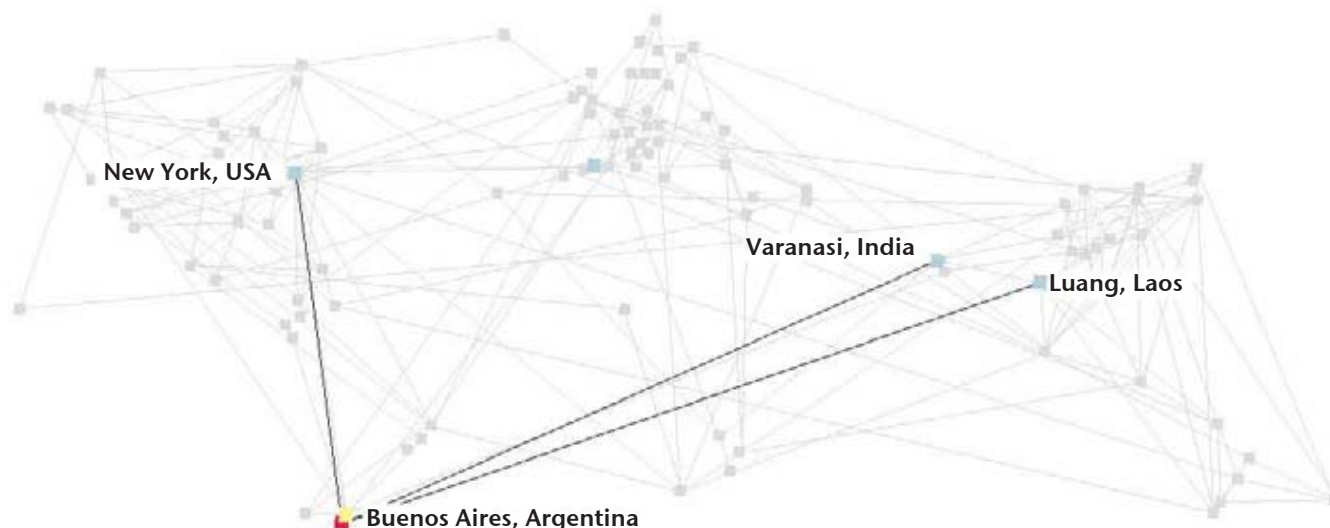 New York, USA
Varanasi, India
Luang, Laos
Buenos Aires, Argentina